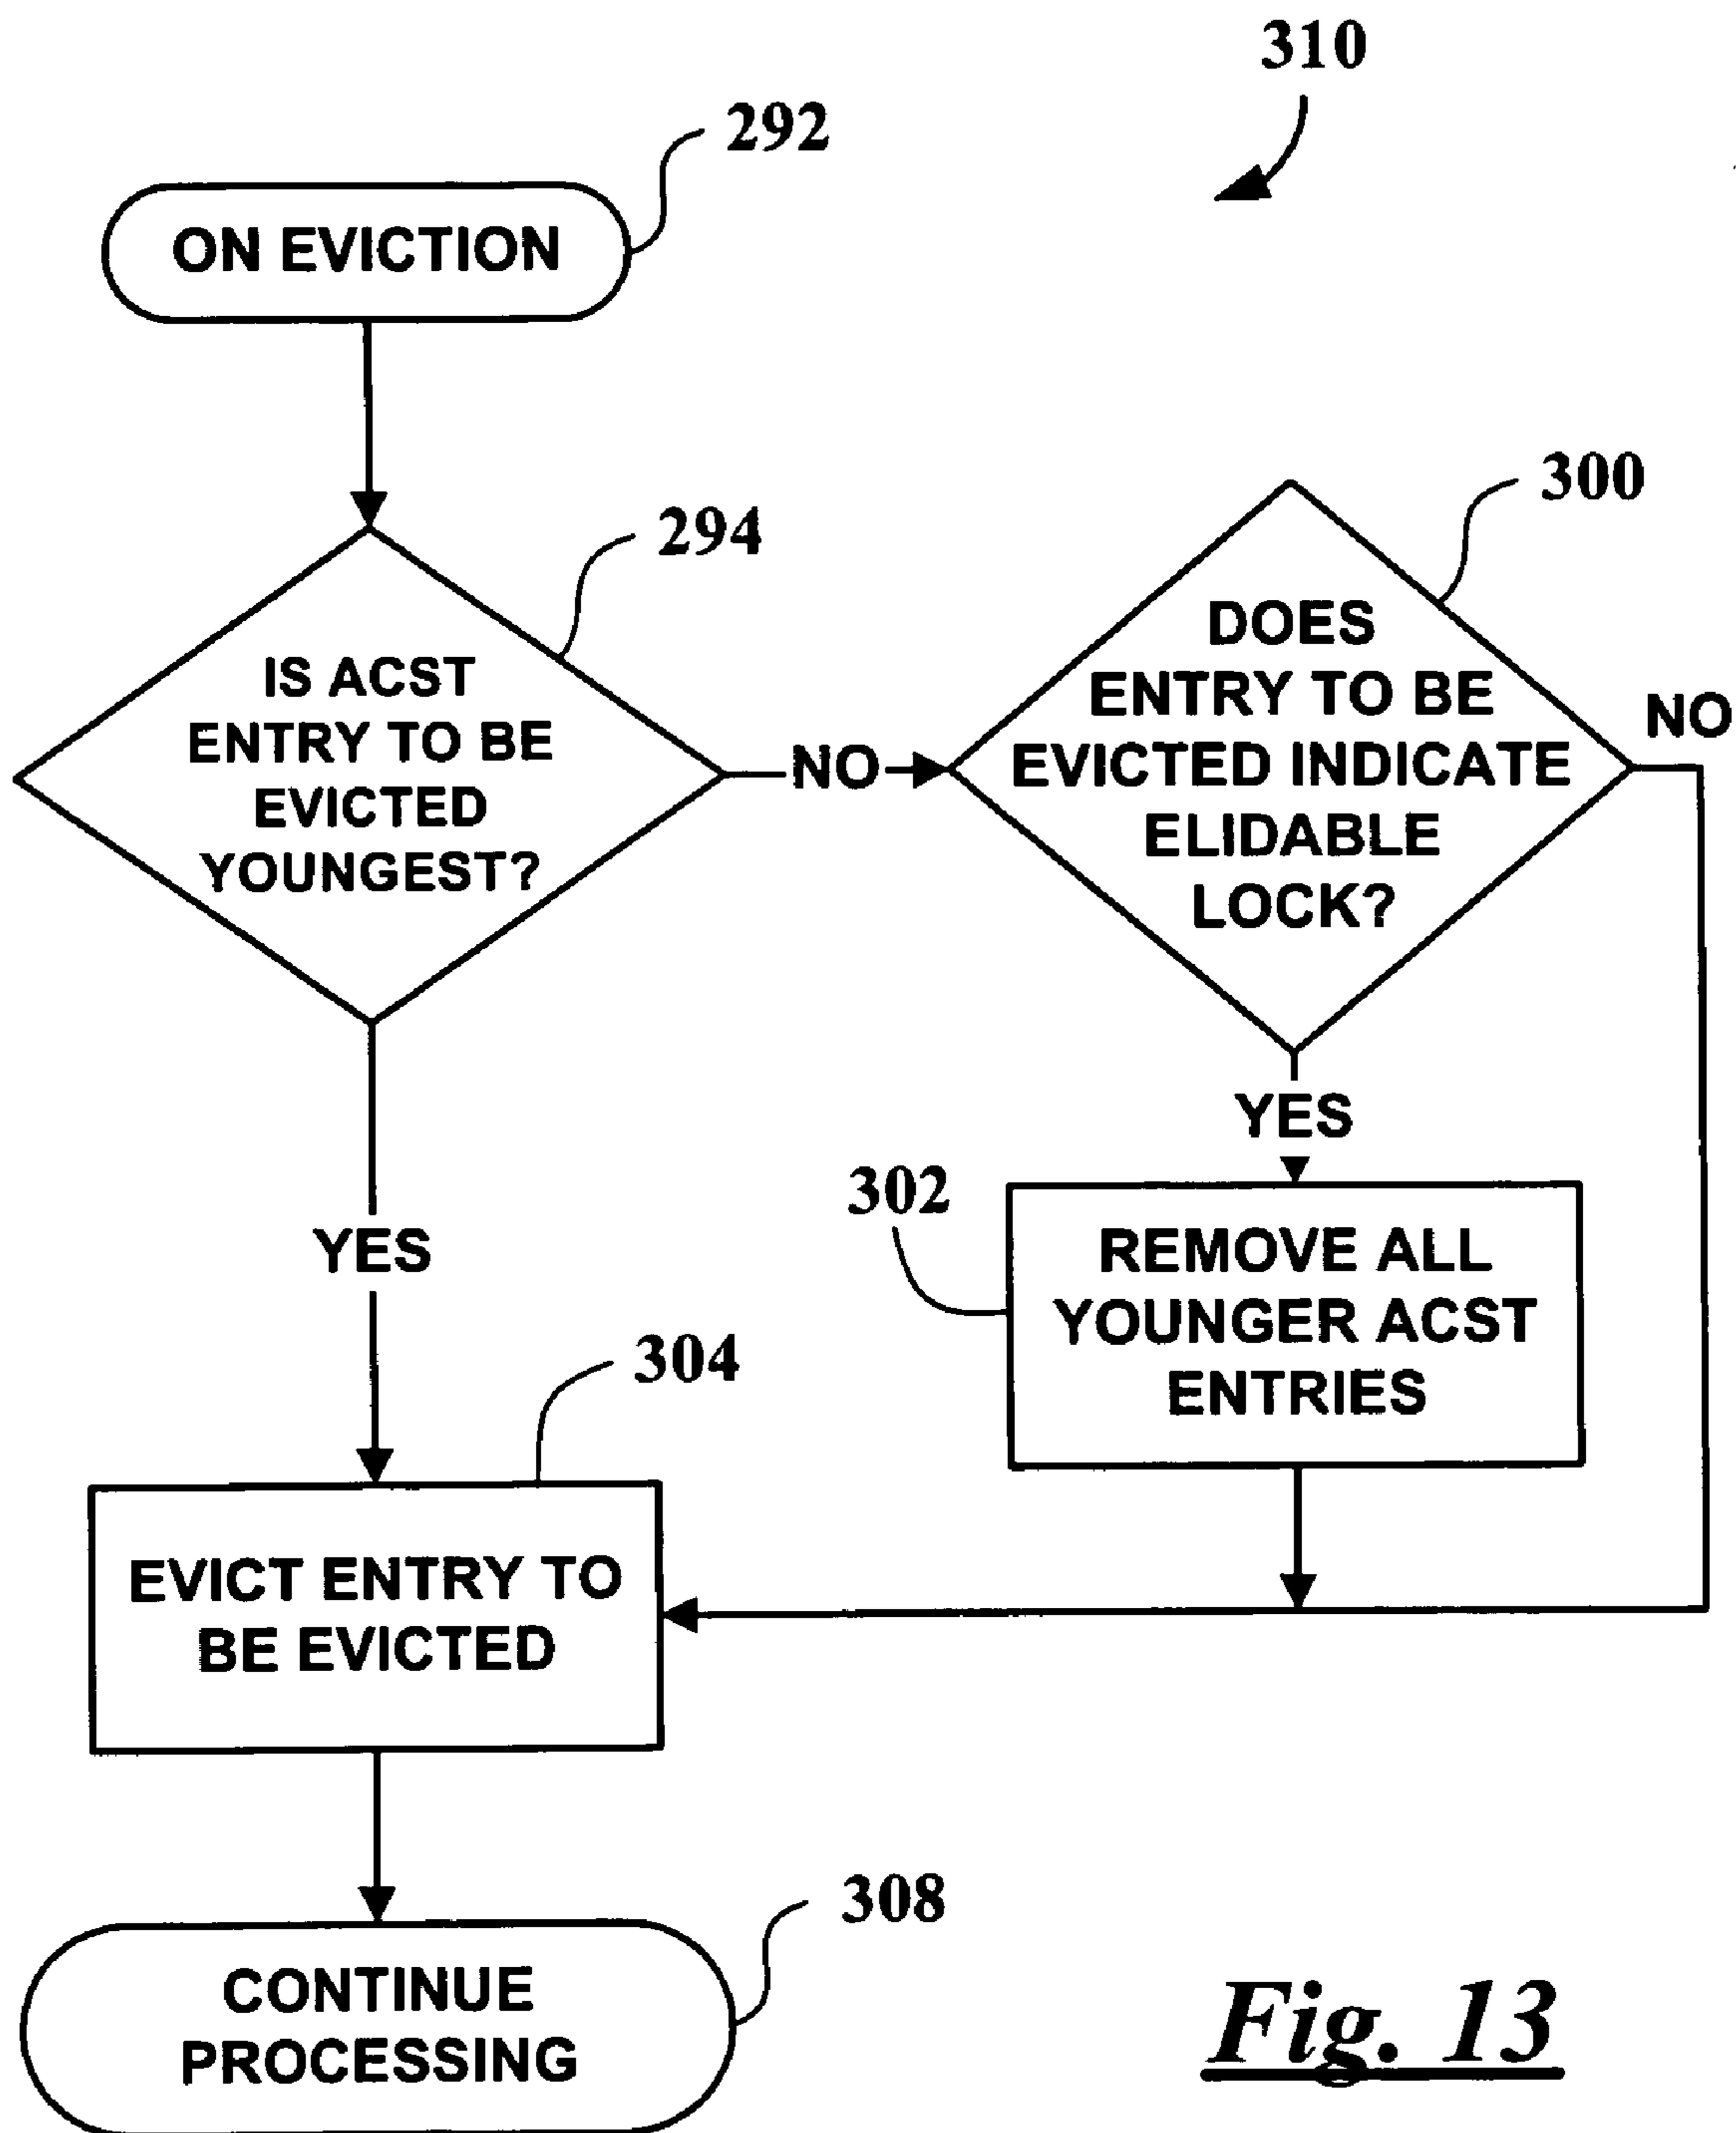 310
292
ON EVICTION
294
IS ACST
ENTRY TO BE
EVICTED
YOUNGEST?
NO
300
DOES
ENTRY TO BE
EVICTED INDICATE
ELIDABLE
LOCK?
NO
YES
YES
302
REMOVE ALL
YOUNGER ACST
ENTRIES
304
EVICT ENTRY TO
BE EVICTED
308
CONTINUE
PROCESSING
Fig. 13